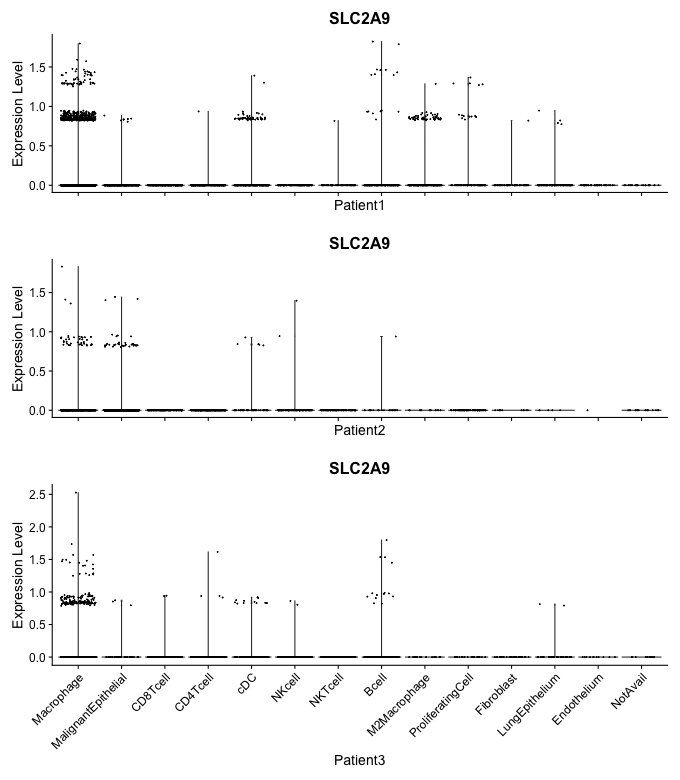 SLC2A9
Expression Level
1.5
1.0
0.5
0.0
Patient1
SLC2A9
Expression Level
1.5
1.0
0.5
0.0
Patient2
SLC2A9
Expression Level
2.5
2.0
1.5
1.0
0.5
0.0
Macrophage
MalignantEpithelial
CD8Tcell
CD4Tcell
cDC
NKcell
NKTcell
Bcell
M2Macrophage
ProliferatingCell
Fibroblast
LungEpithelium
Endothelium
NotAvail
Patient3